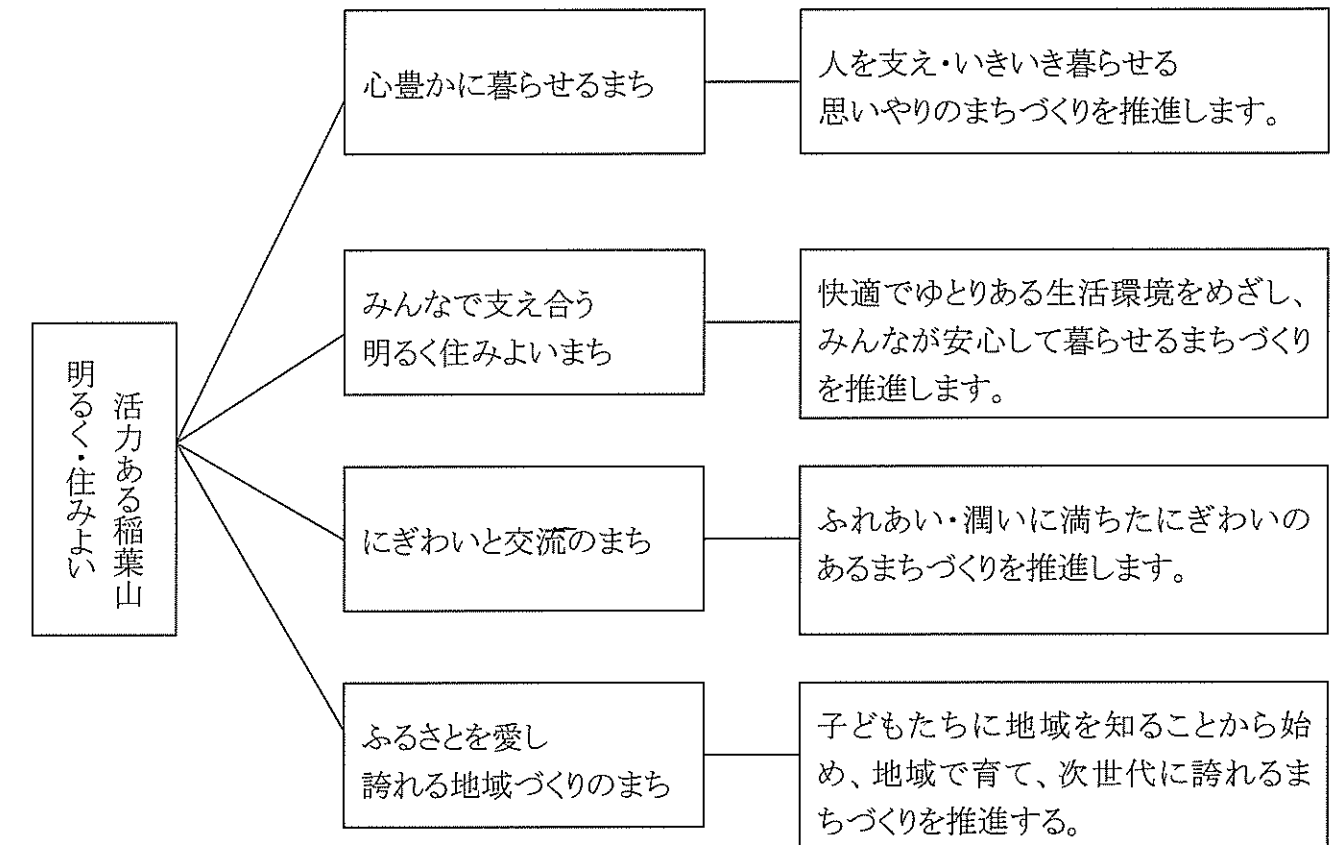 明るく・住みよい
活力ある稲葉山
心豊かに暮らせるまち
人を支え・いきいき暮らせる
思いやりのまちづくりを推進します。
みんなで支え合う
明るく住みよいまち
快適でゆとりある生活環境をめざし、
みんなが安心して暮らせるまちづくり
を推進します。
にぎわいと交流のまち
ふれあい・潤いに満ちたにぎわいの
あるまちづくりを推進します。
ふるさとを愛し
誇れる地域づくりのまち
子どもたちに地域を知ることから始
め、地域で育て、次世代に誇れるま
ちづくりを推進する。